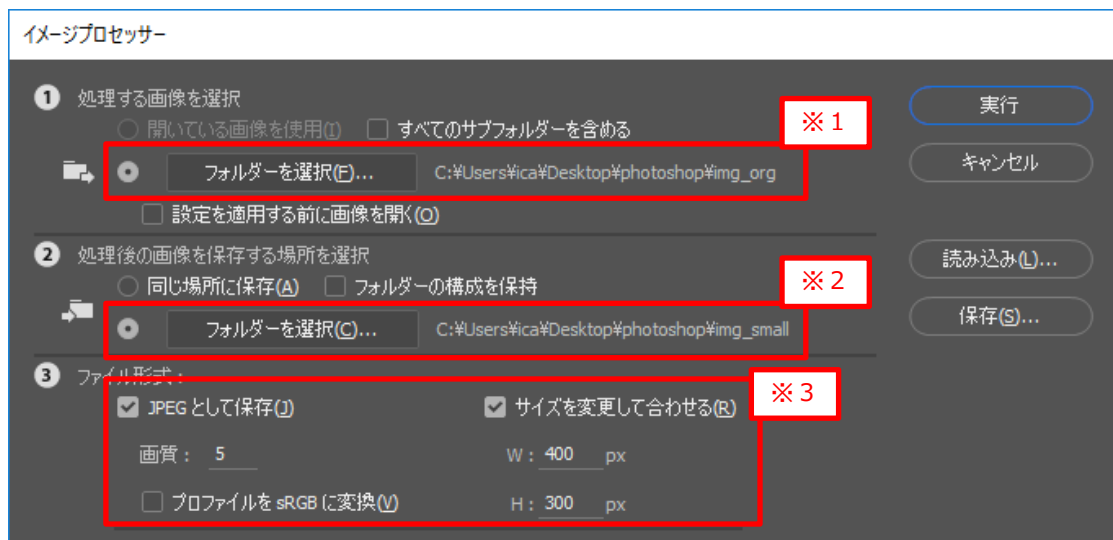 イメージプロセッサー
1 処理する画像を選択
開いている画像を使用(I) すべてのサブフォルダーを含める
※1
実行
フォルダーを選択(F)... C:¥Users¥ica¥Desktop¥photoshop¥img_org
キャンセル
設定を適用する前に画像を開く(O)
2 処理後の画像を保存する場所を選択
読み込み(L)...
同じ場所に保存(A) フォルダーの構成を保持
※2
フォルダーを選択(C)... C:¥Users¥ica¥Desktop¥photoshop¥img_small
保存(S)...
3 ファイル形式:
※3
JPEG として保存(J) サイズを変更して合わせる(R)
画質: 5 W: 400 px
プロファイルを sRGB に変換(V) H: 300 px